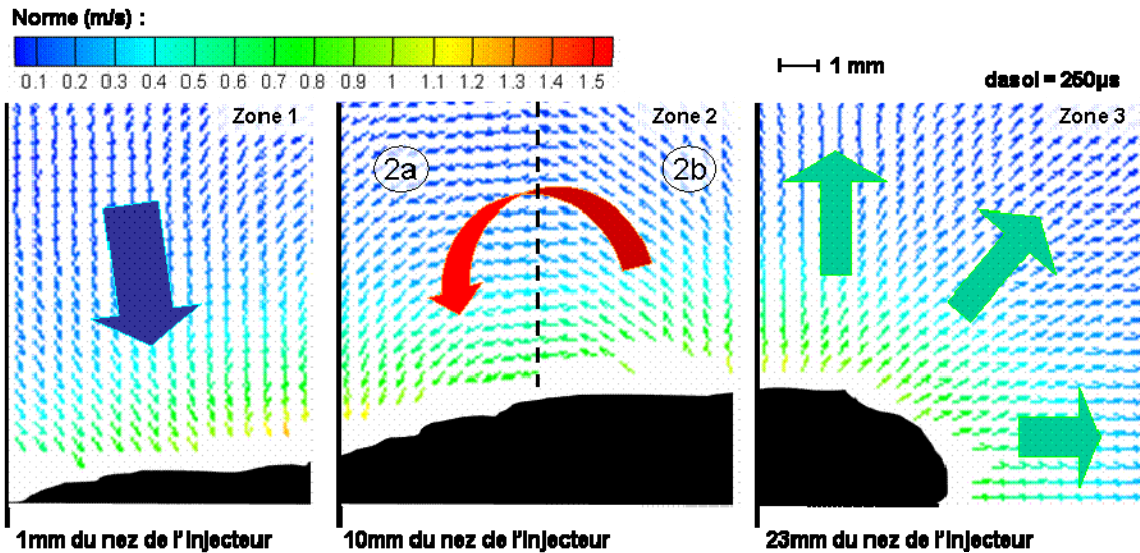 Norme (m/s) :
0.1 0.2 0.3 0.4 0.5 0.6 0.7 0.8 0.9 1 1.1 1.2 1.3 1.4 1.5
1 mm
dasol = 250µs
Zone 1
Zone 2
Zone 3
2a
2b
1mm du nez de l'injecteur
10mm du nez de l'injecteur
23mm du nez de l'injecteur